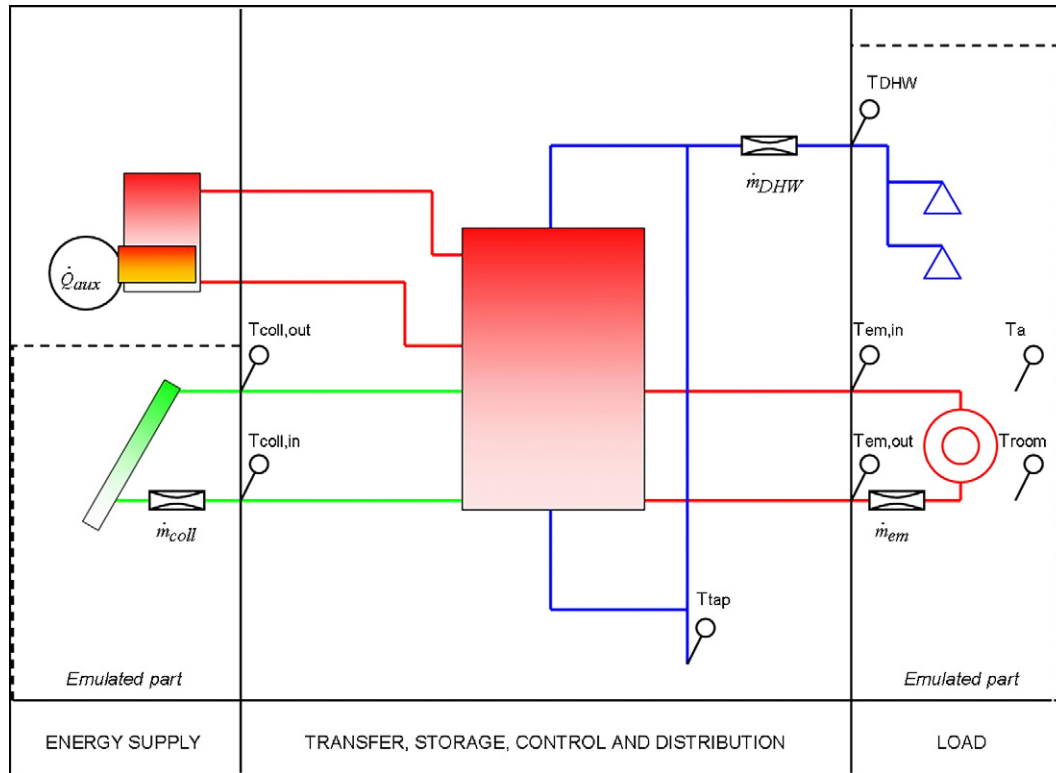 TDHW
ṁDHW
Q̇aux
Tcoll,out
Tem,in
Ta
Tcoll,in
Tem,out
Troom
ṁcoll
ṁem
Ttap
Emulated part
Emulated part
ENERGY SUPPLY
TRANSFER, STORAGE, CONTROL AND DISTRIBUTION
LOAD